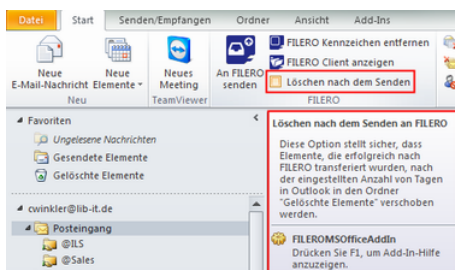 Datei Start Senden/Empfangen Ordner Ansicht Add-Ins
Neue E-Mail-Nachricht
Neue Elemente
Neues Meeting
An FILERO senden
FILERO Kennzeichen entfernen
FILERO Client anzeigen
Löschen nach dem Senden
Neu TeamViewer FILERO
Favoriten
Ungelesene Nachrichten
Gesendete Elemente
Gelöschte Elemente
cwinkler@lib-it.de
Posteingang
@ILS
@Sales
Löschen nach dem Senden an FILERO
Diese Option stellt sicher, dass
Elemente, die erfolgreich nach
FILERO transferiert wurden, nach
der eingestellten Anzahl von Tagen
in Outlook in den Ordner
"Gelöschte Elemente" verschoben
werden.
FILEROMSOfficeAddIn
Drücken Sie F1, um Add-In-Hilfe
anzuzeigen.